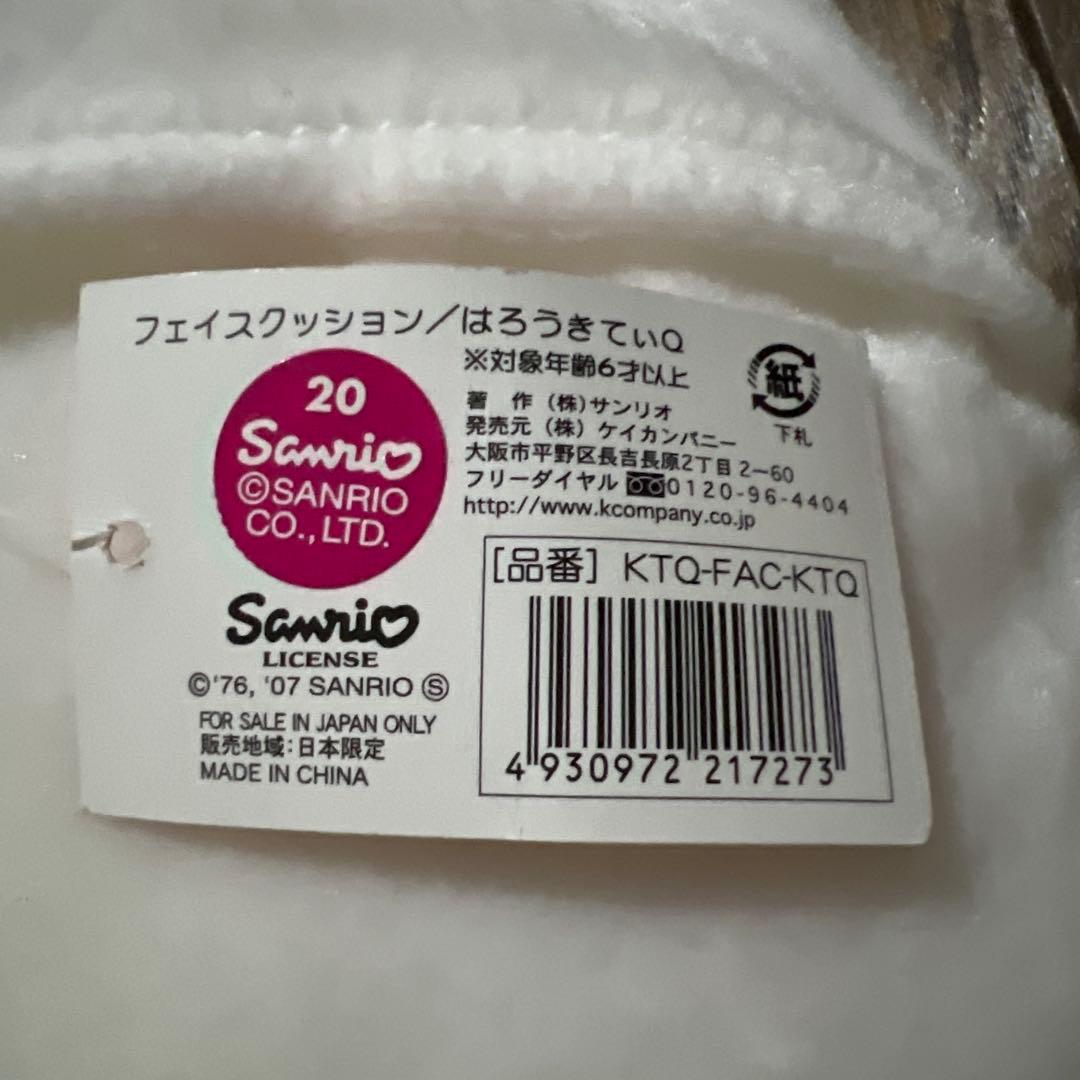 フェイスクッション/はろうきてぃQ
※対象年齢6才以上
著 作 (株)サンリオ
発売元 (株) ケイカンパニー
大阪市平野区長吉長原2丁目2-60
フリーダイヤル 0120-96-4404
http://www.kcompany.co.jp
紙
下札
20
Sanrio
©SANRIO
CO.,LTD.
Sanrio
LICENSE
©'76, '07 SANRIO Ⓢ
FOR SALE IN JAPAN ONLY
販売地域:日本限定
MADE IN CHINA
[品番] KTQ-FAC-KTQ
4 930972 217273